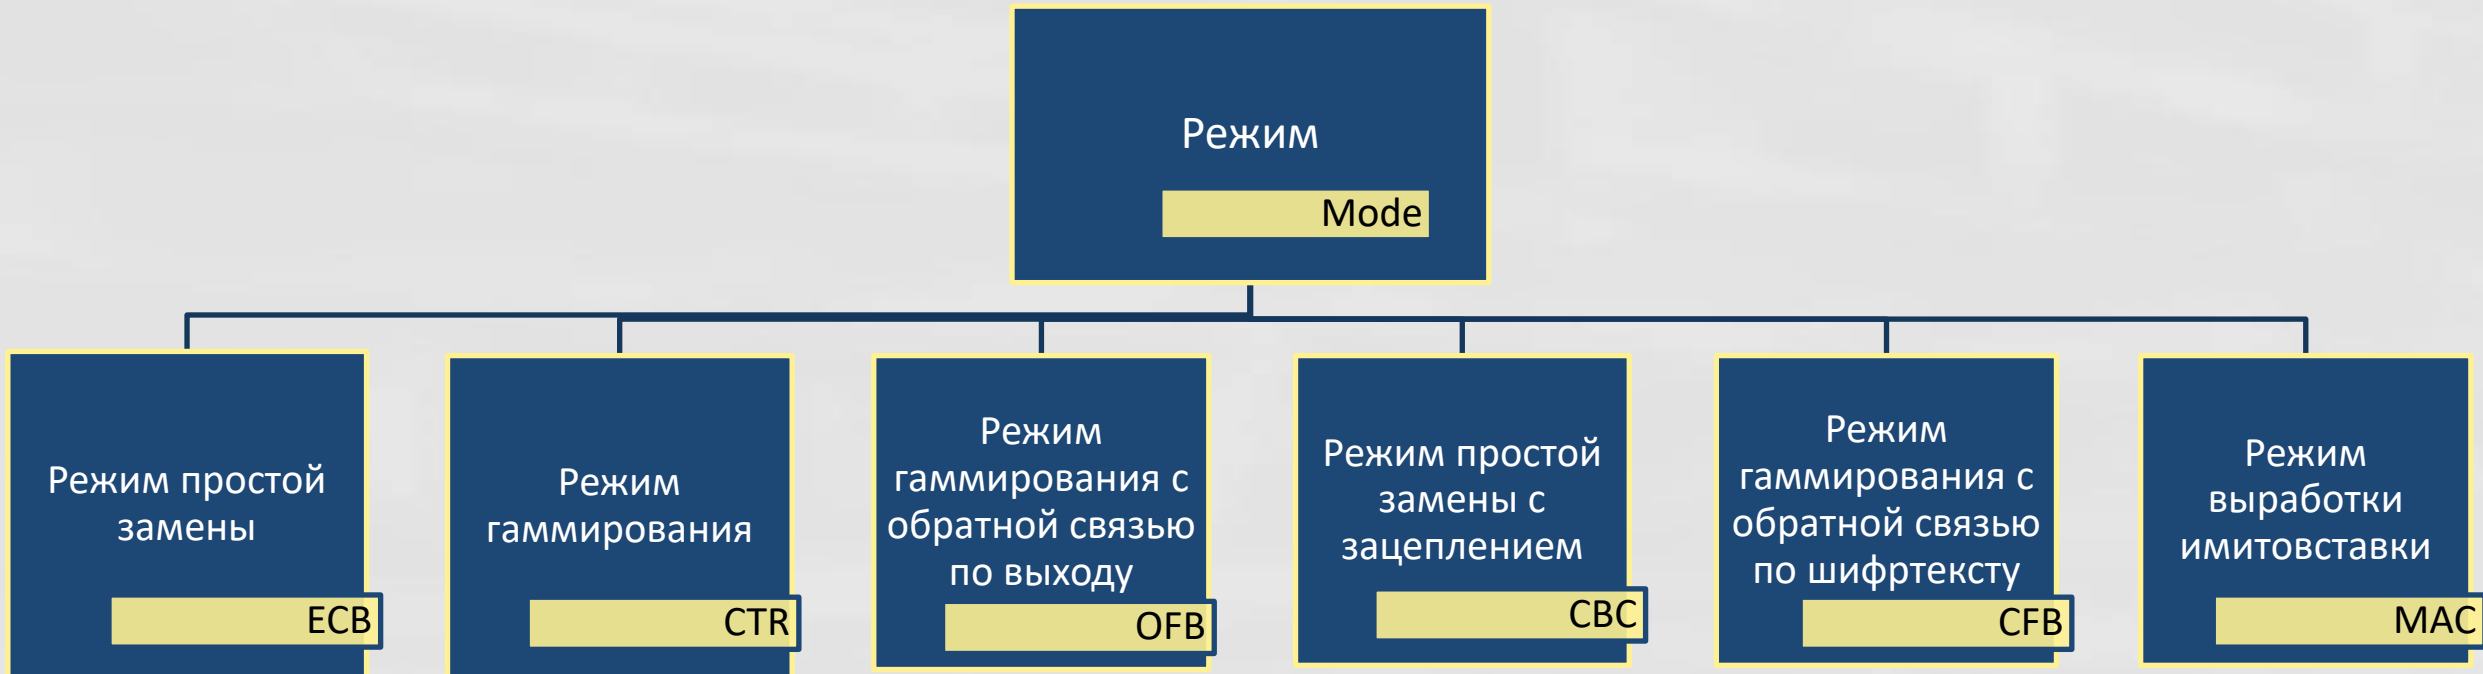 Режим
Mode
Режим простой
замены
ECB
Режим
гаммирования
CTR
Режим
гаммирования с
обратной связью
по выходу
OFB
Режим простой
замены с
зацеплением
CBC
Режим
гаммирования с
обратной связью
по шифртексту
CFB
Режим
выработки
имитовставки
MAC